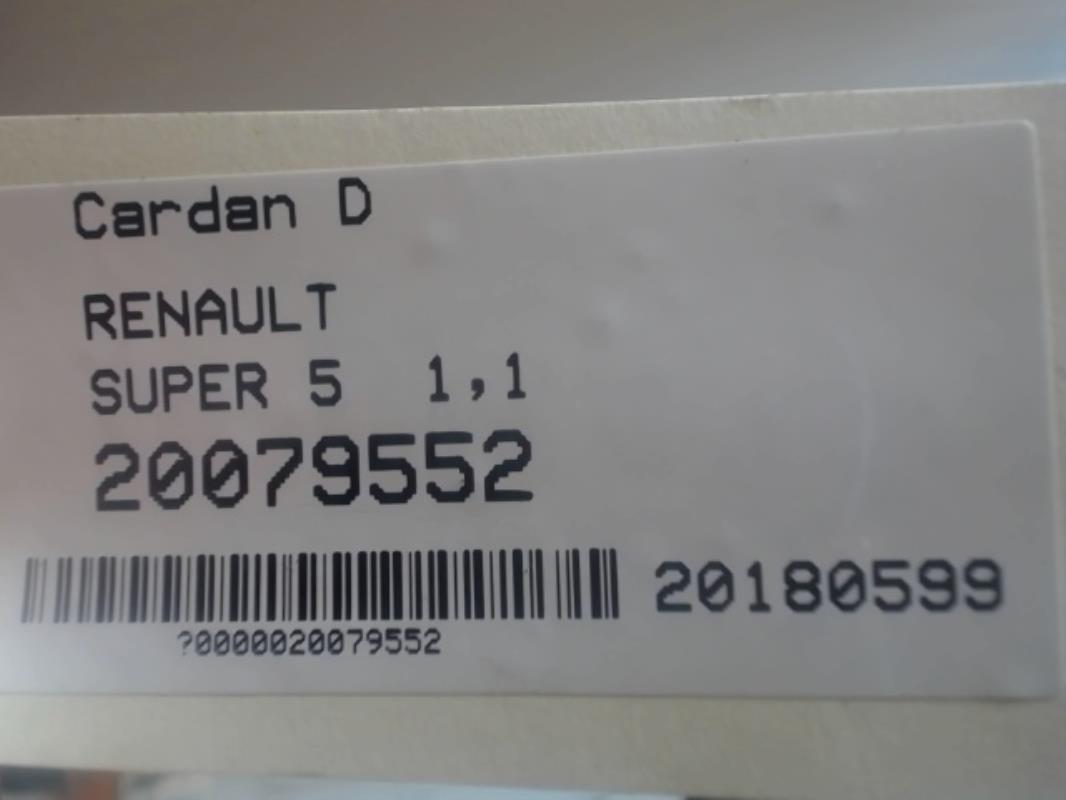 Cardan D
RENAULT
SUPER 5 1,1
20079552
20180599
?0000020079552